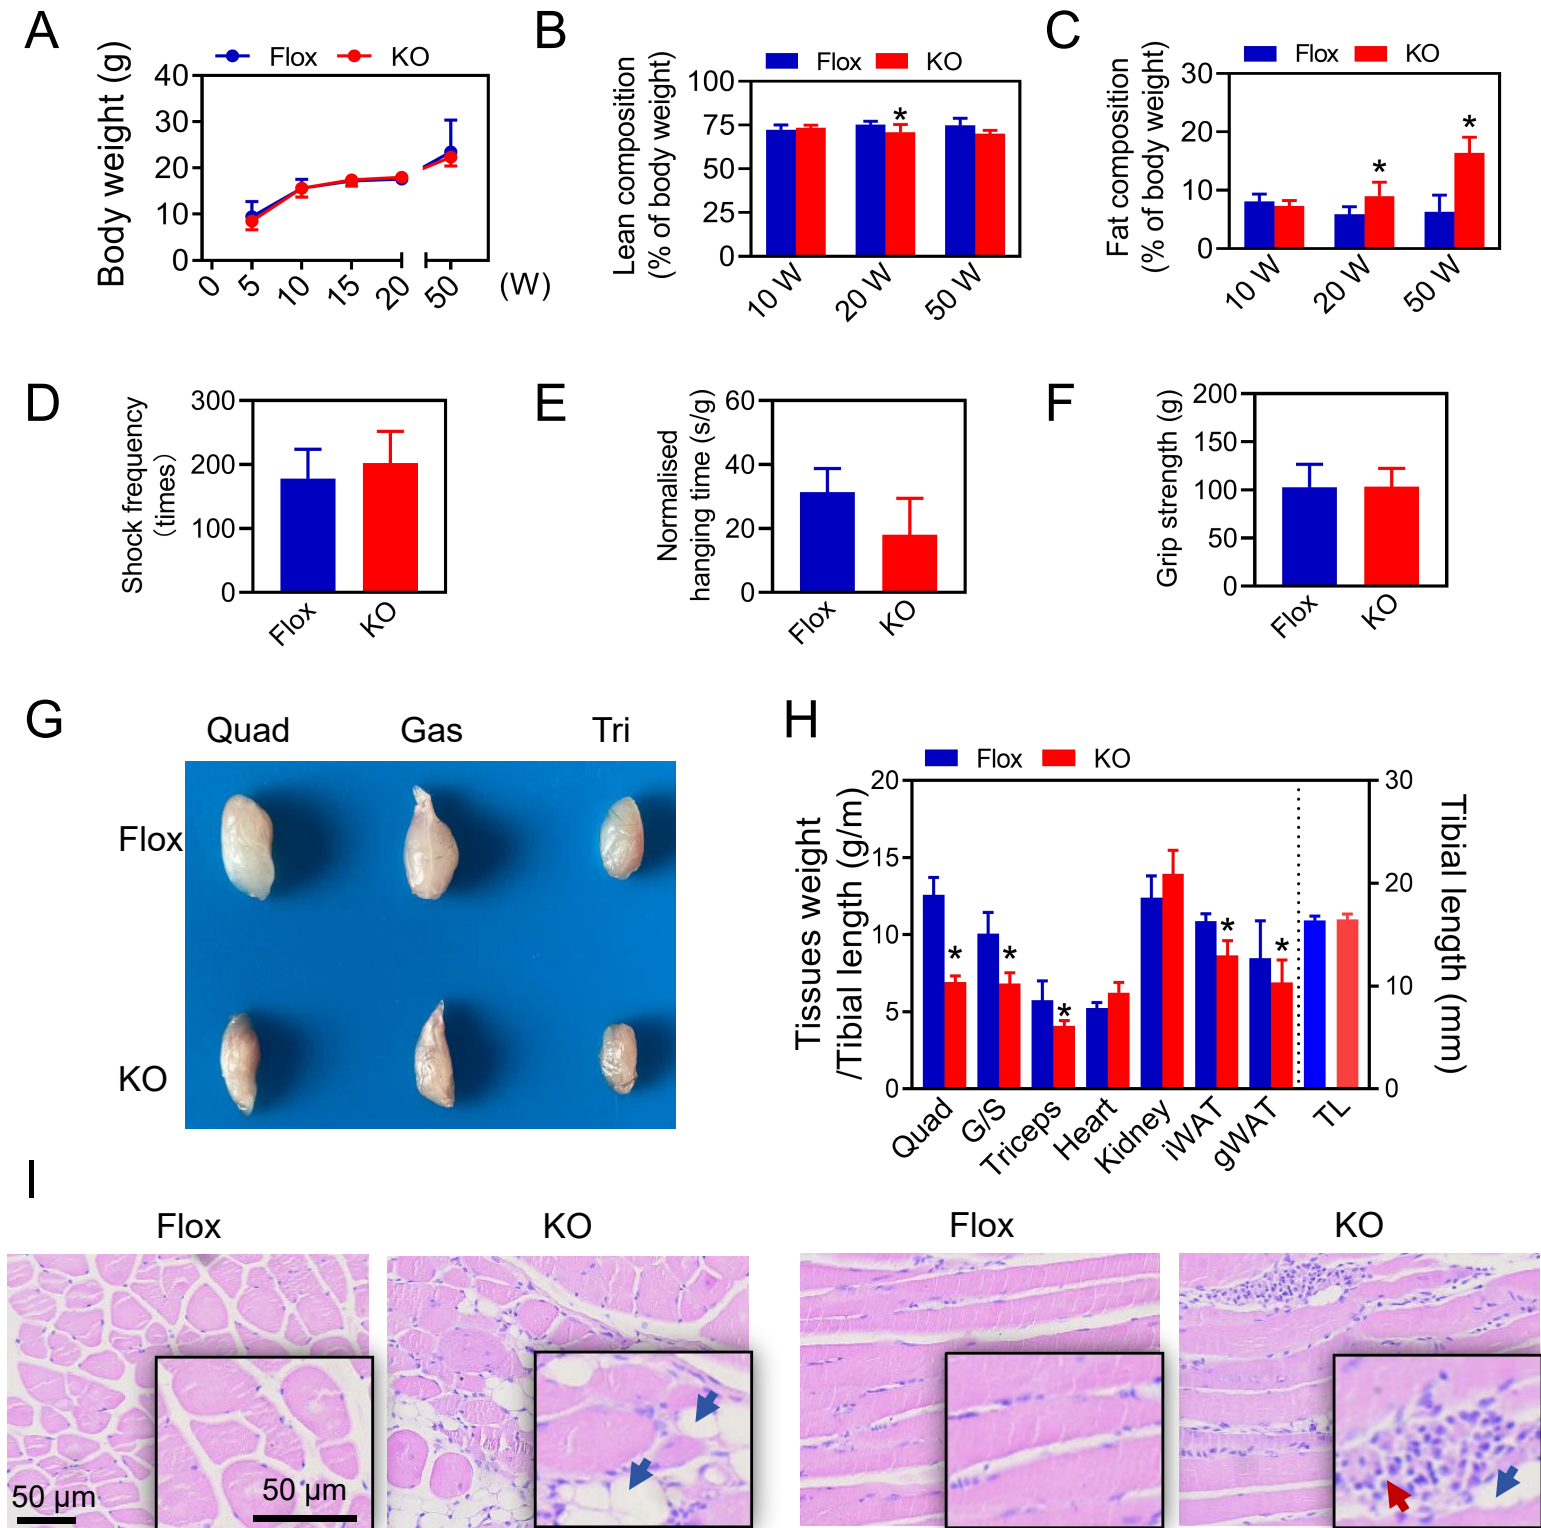 A
Flox KO
Body weight (g)
40
30
20
10
0
0 5 10 15 20 50 (W)
B
Flox KO
Lean composition
(% of body weight)
100
75
50
25
0
*
10 W 20 W 50 W
C
Flox KO
Fat composition
(% of body weight)
30
20
10
0
* *
10 W 20 W 50 W
D
Shock frequency
(times)
300
200
100
0
Flox KO
E
Normalised
hanging time (s/g)
60
40
20
0
Flox KO
F
Grip strength (g)
200
150
100
50
0
Flox KO
G
Quad Gas Tri
Flox
KO
H
Flox KO
Tissues weight
/Tibial length (g/m)
20
15
10
5
0
* * * * *
Quad G/S Triceps Heart Kidney iWAT gWAT TL
30
20
10
0
Tibial length (mm)
I
Flox KO Flox KO
50 μm 50 μm